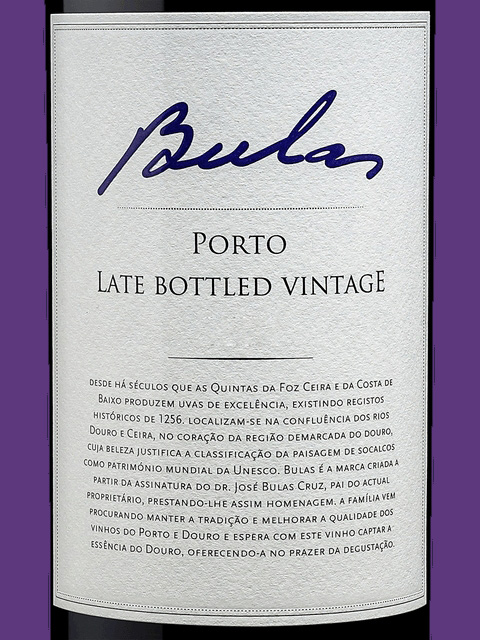 Bulas
PORTO
LATE BOTTLED VINTAGE
DESDE HÁ SÉCULOS QUE AS QUINTAS DA FOZ CEIRA E DA COSTA DE
BAIXO PRODUZEM UVAS DE EXCELÊNCIA, EXISTINDO REGISTOS
HISTÓRICOS DE 1256. LOCALIZAM-SE NA CONFLUÊNCIA DOS RIOS
DOURO E CEIRA, NO CORAÇÃO DA REGIÃO DEMARCADA DO DOURO,
CUJA BELEZA JUSTIFICA A CLASSIFICAÇÃO DA PAISAGEM DE SOCALCOS
COMO PATRIMÓNIO MUNDIAL DA UNESCO. BULAS É A MARCA CRIADA A
PARTIR DA ASSINATURA DO DR. JOSÉ BULAS CRUZ, PAI DO ACTUAL
PROPRIETÁRIO, PRESTANDO-LHE ASSIM HOMENAGEM. A FAMÍLIA VEM
PROCURANDO MANTER A TRADIÇÃO E MELHORAR A QUALIDADE DOS
VINHOS DO PORTO E DOURO E ESPERA COM ESTE VINHO CAPTAR A
ESSÊNCIA DO DOURO, OFERECENDO-A NO PRAZER DA DEGUSTAÇÃO.